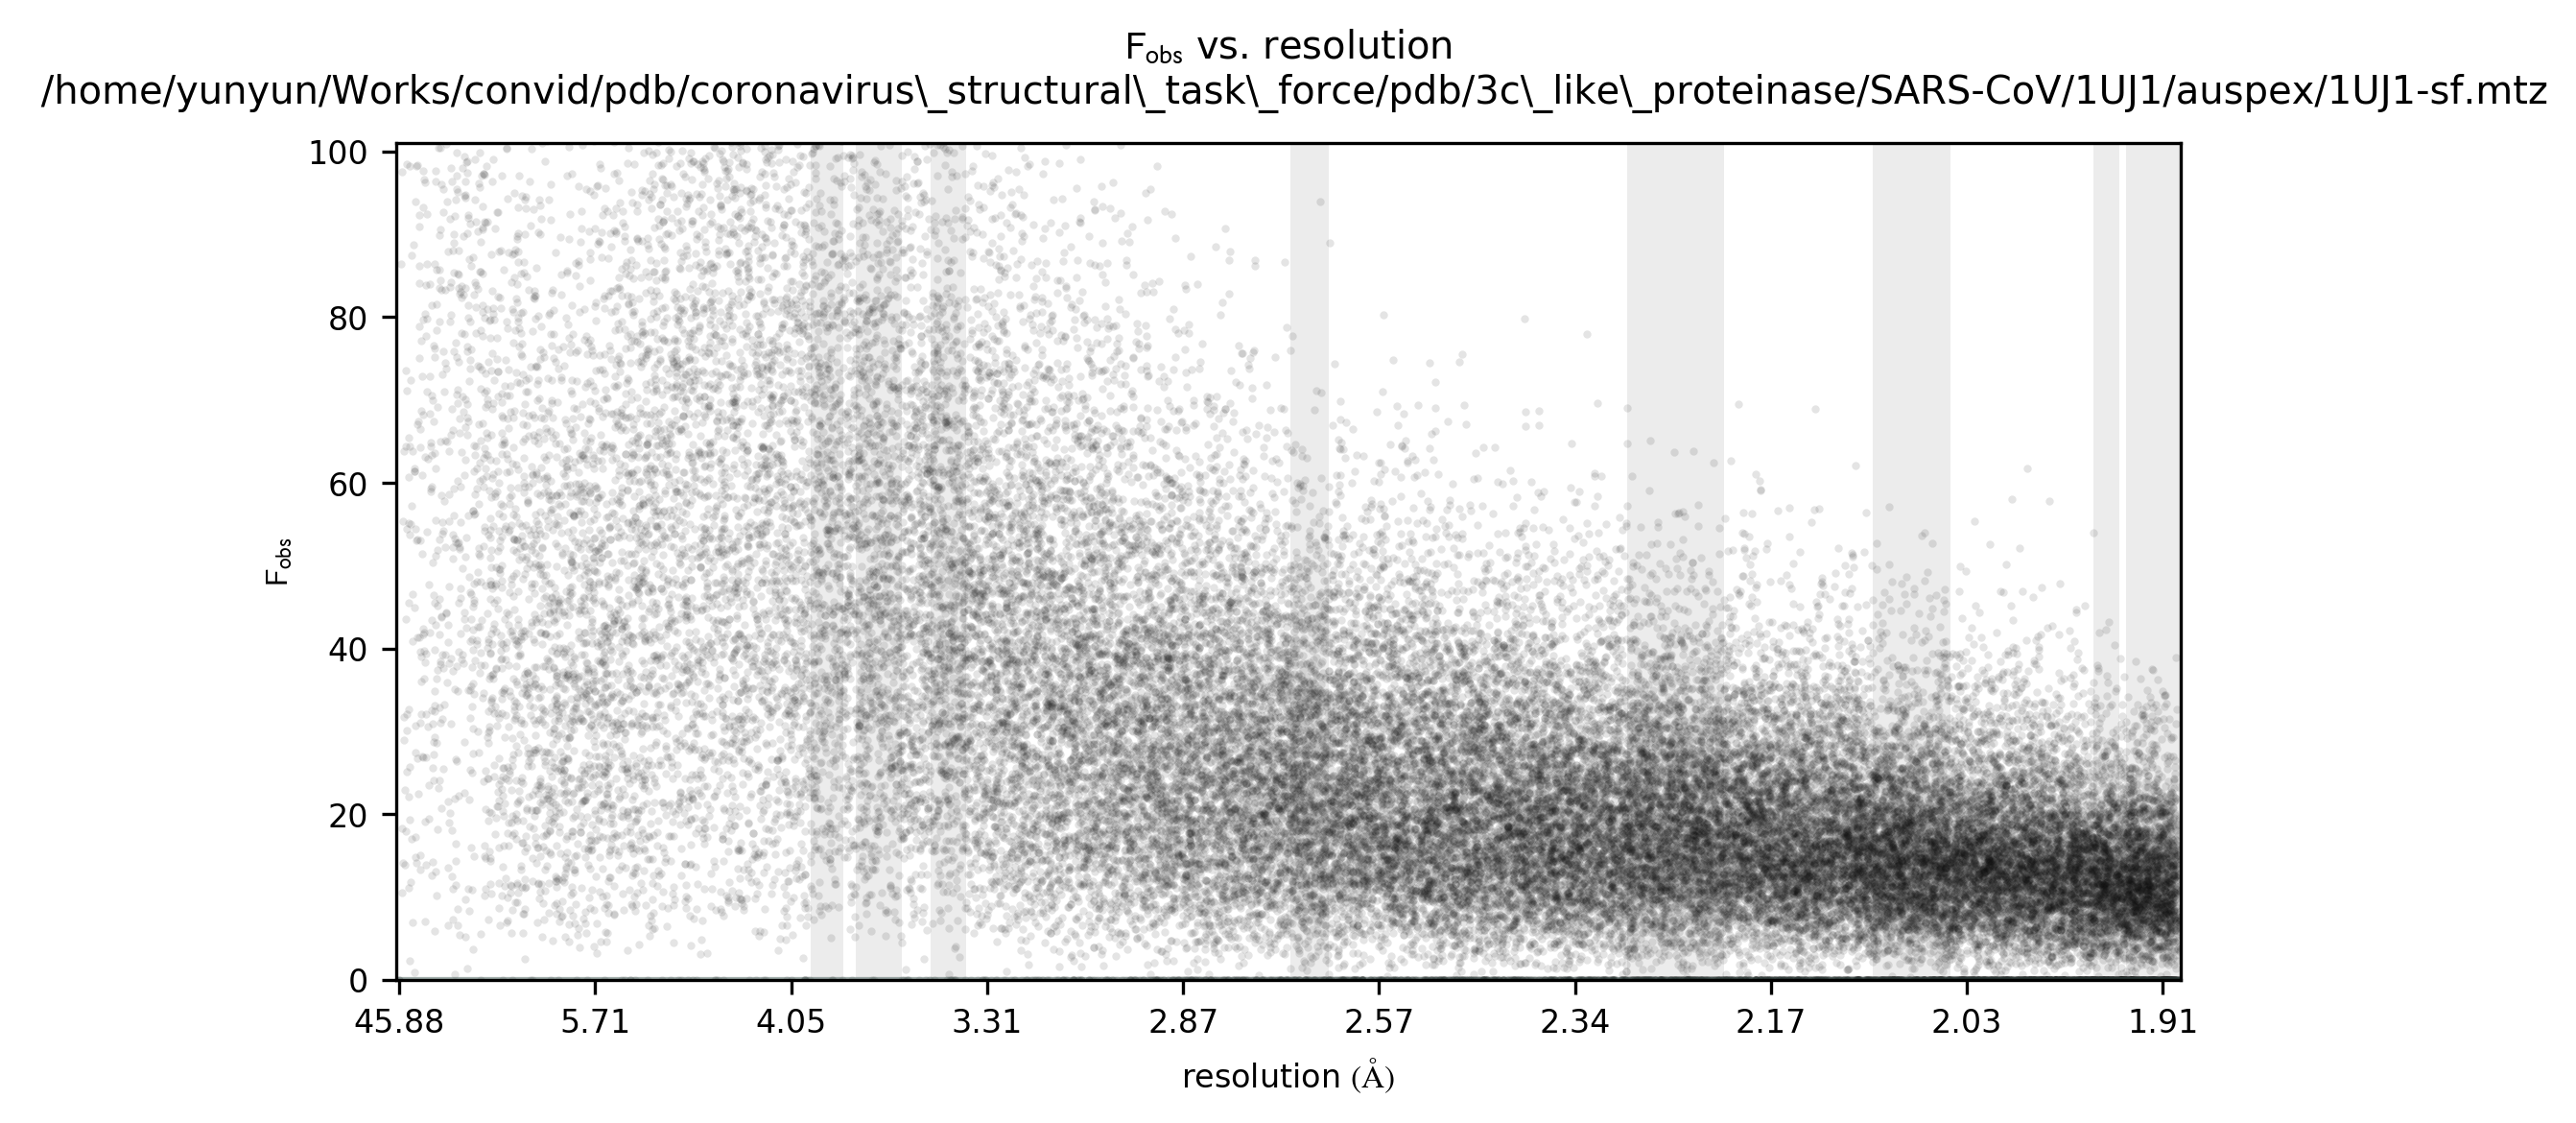 Fobs vs. resolution
/home/yunyun/Works/convid/pdb/coronavirus\_structural\_task\_force/pdb/3c\_like\_proteinase/SARS-CoV/1UJ1/auspex/1UJ1-sf.mtz
100
80
60
40
20
0
Fobs
45.88 5.71 4.05 3.31 2.87 2.57 2.34 2.17 2.03 1.91
resolution (Å)